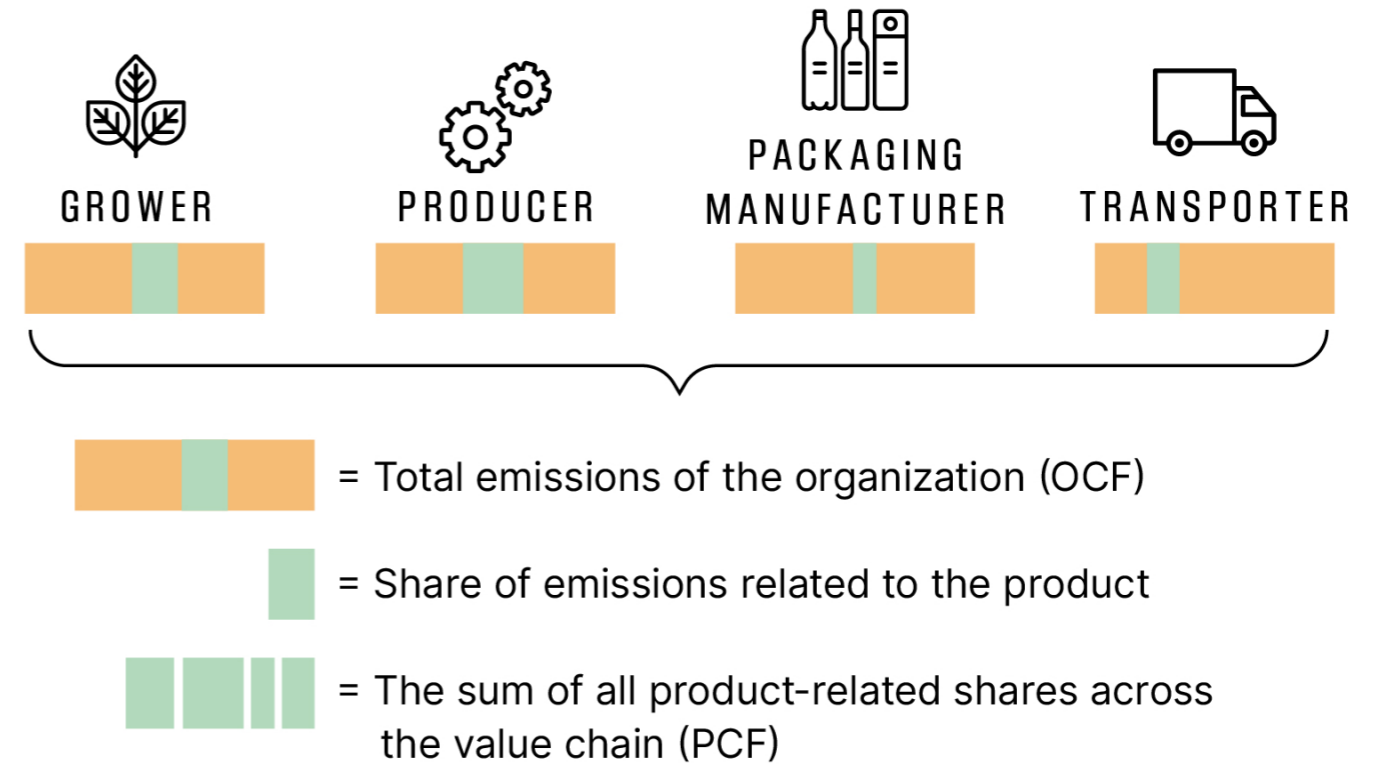 GROWER
PRODUCER
PACKAGING
MANUFACTURER
TRANSPORTER
= Total emissions of the organization (OCF)
= Share of emissions related to the product
= The sum of all product-related shares across
the value chain (PCF)